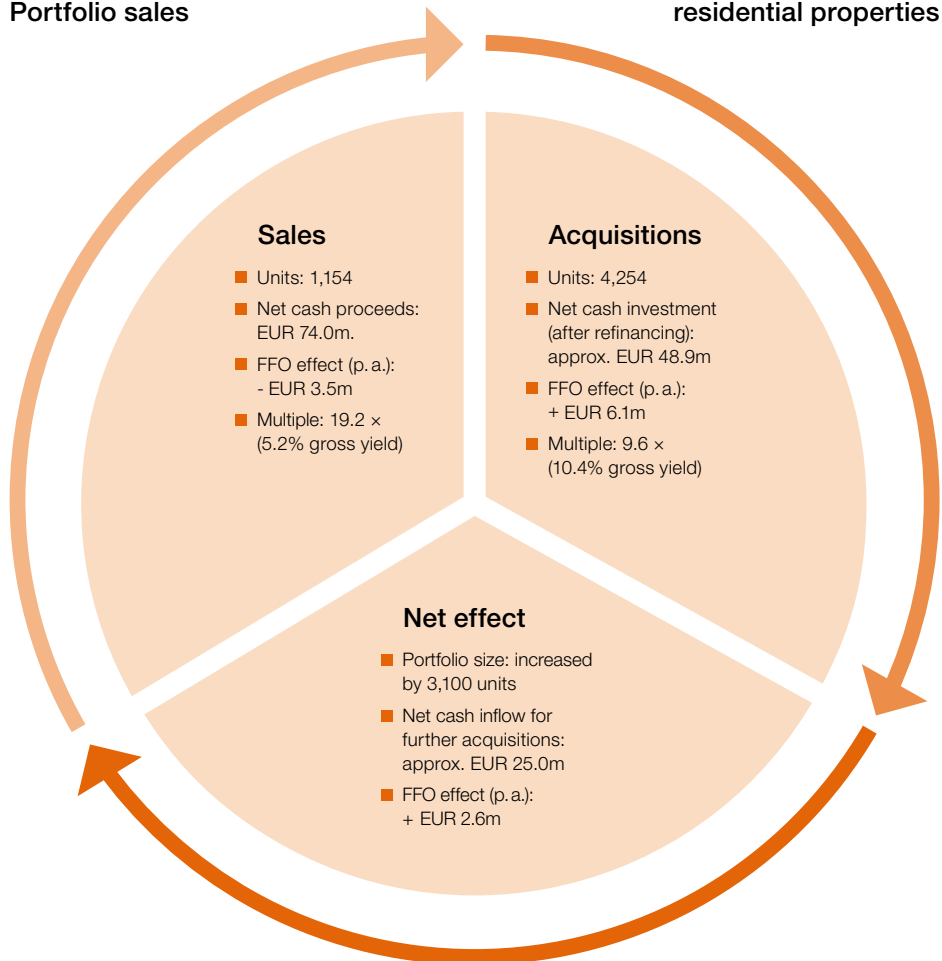 Portfolio sales
residential properties
Sales
Units: 1,154
Net cash proceeds:
EUR 74.0m.
FFO effect (p. a.):
- EUR 3.5m
Multiple: 19.2 ×
(5.2% gross yield)
Acquisitions
Units: 4,254
Net cash investment
(after refinancing):
approx. EUR 48.9m
FFO effect (p. a.):
+ EUR 6.1m
Multiple: 9.6 ×
(10.4% gross yield)
Net effect
Portfolio size: increased
by 3,100 units
Net cash inflow for
further acquisitions:
approx. EUR 25.0m
FFO effect (p. a.):
+ EUR 2.6m